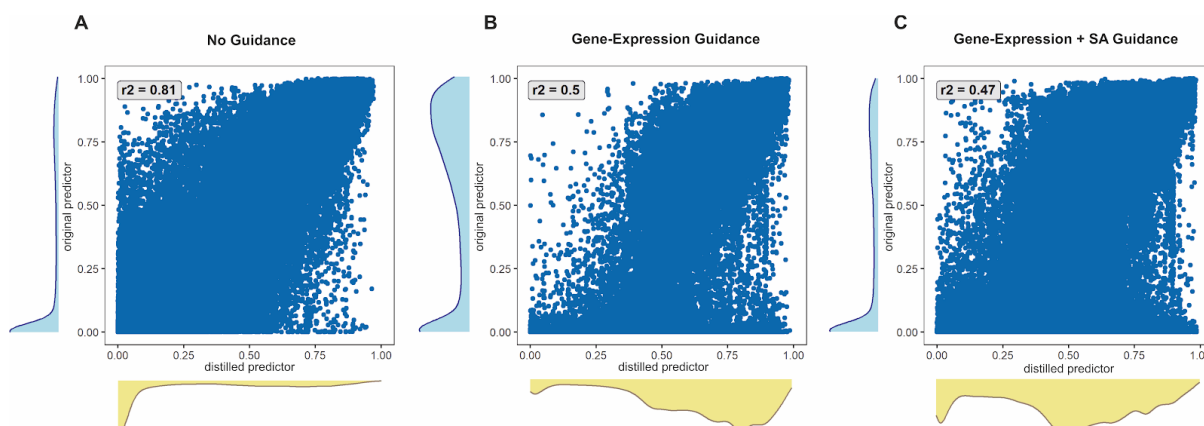 A
No Guidance
r2 = 0.81
1.00
0.75
0.50
0.25
0.00
original predictor
0.00 0.25 0.50 0.75 1.00
distilled predictor
B
Gene-Expression Guidance
r2 = 0.5
1.00
0.75
0.50
0.25
0.00
original predictor
0.00 0.25 0.50 0.75 1.00
distilled predictor
C
Gene-Expression + SA Guidance
r2 = 0.47
1.00
0.75
0.50
0.25
0.00
original predictor
0.00 0.25 0.50 0.75 1.0
distilled predictor